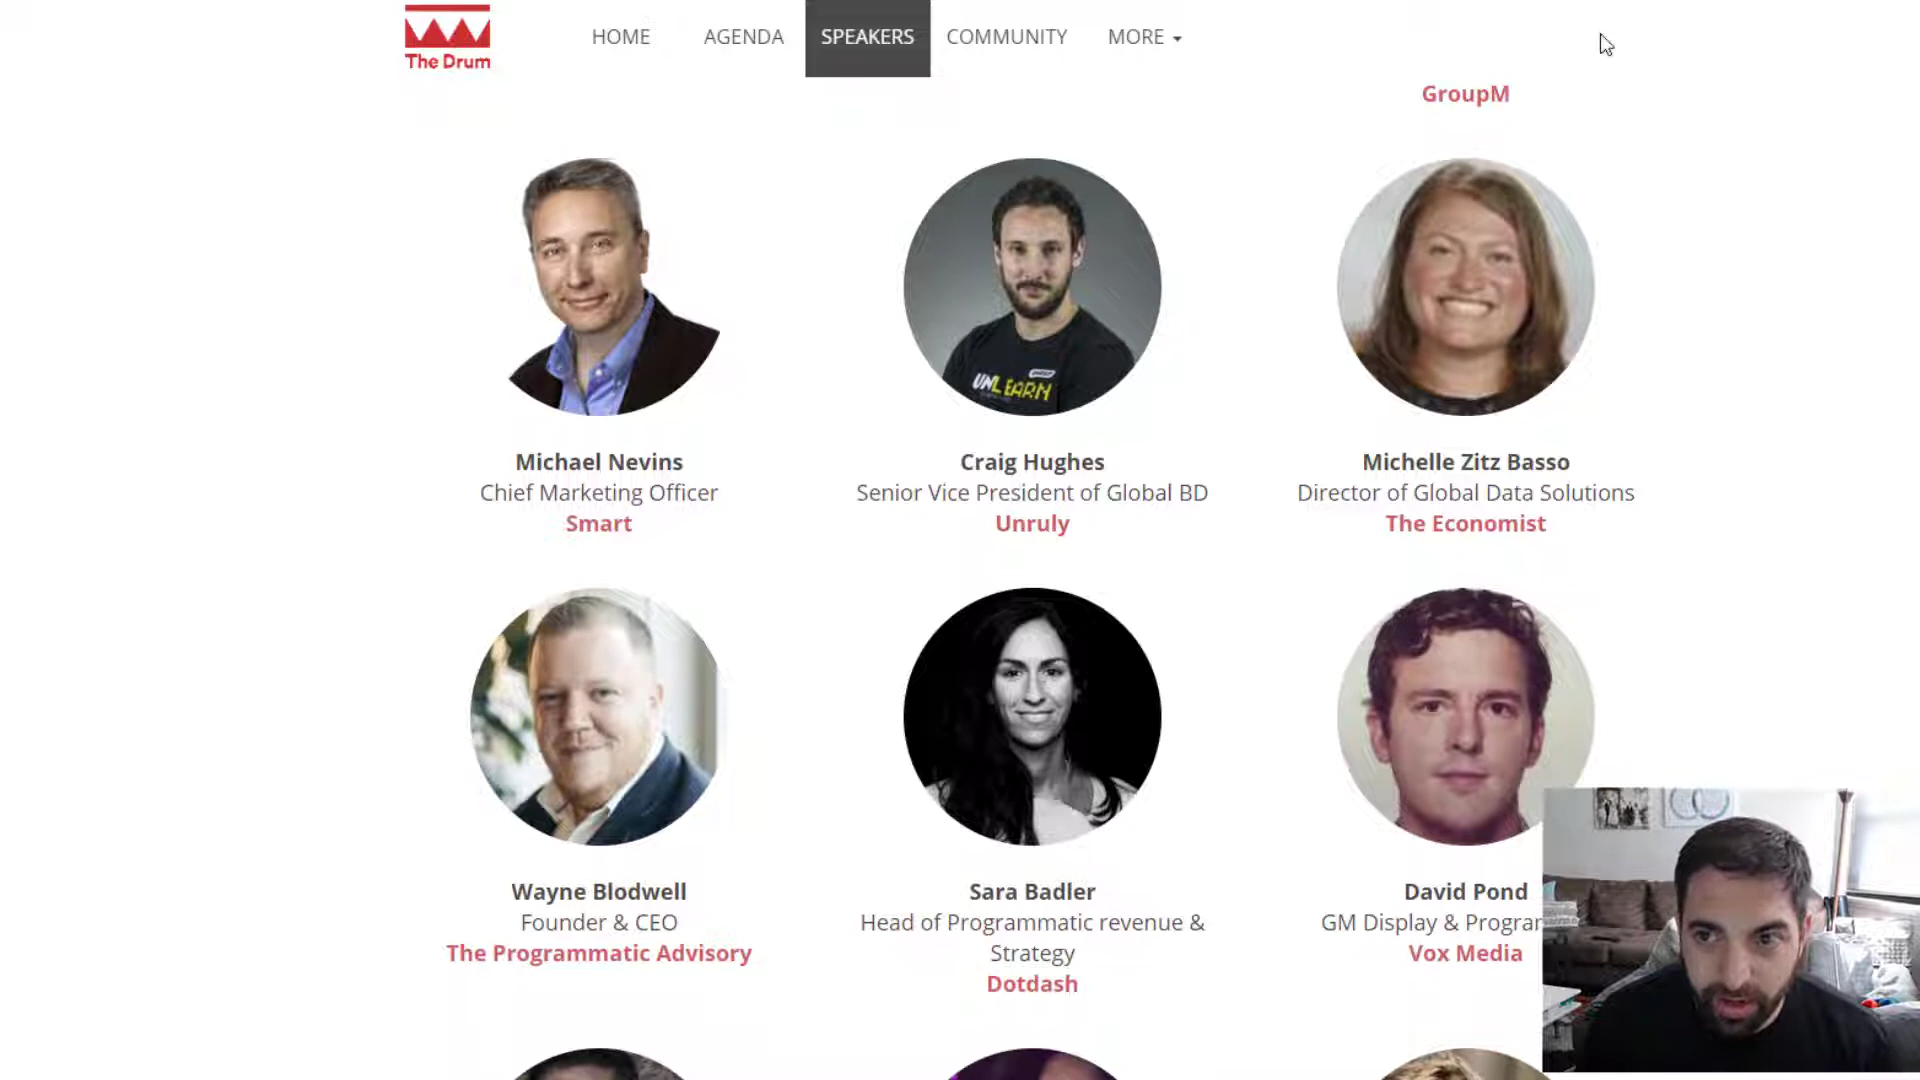 The Drum
HOME
AGENDA
SPEAKERS
COMMUNITY
MORE
GroupM
UNLEARN
Michael Nevins
Chief Marketing Officer
Smart
Craig Hughes
Senior Vice President of Global BD
Unruly
Michelle Zitz Basso
Director of Global Data Solutions
The Economist
Wayne Blodwell
Founder & CEO
The Programmatic Advisory
Sara Badler
Head of Programmatic revenue &
Strategy
Dotdash
David Pond
GM Display &
Vox Media